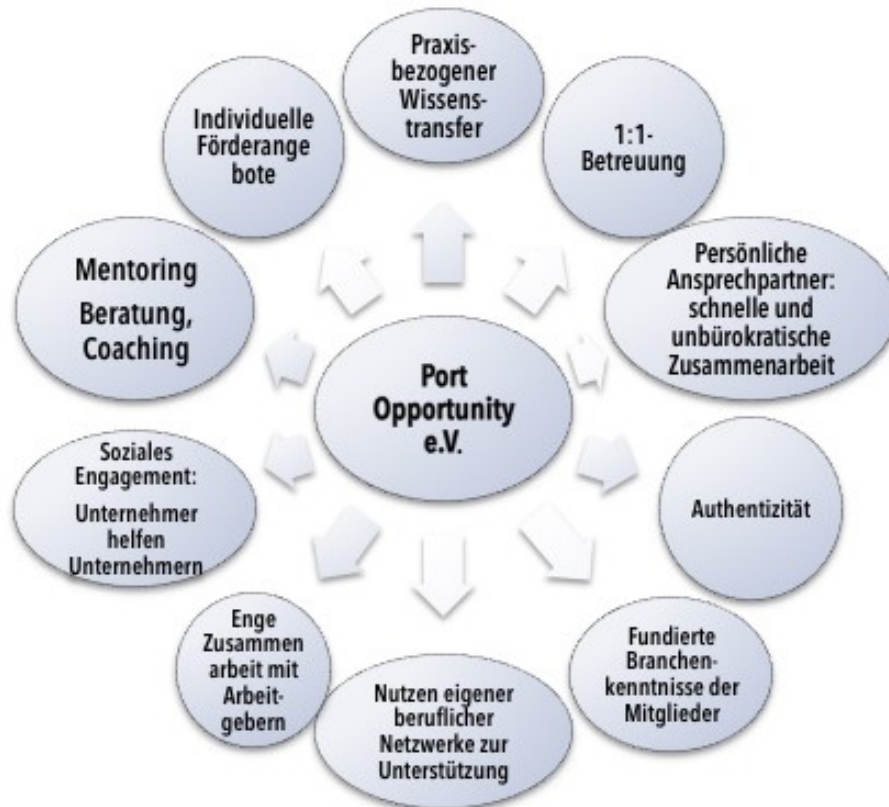 Praxis-
bezogener
Wissens-
transfer
1:1-
Betreuung
Persönliche
Ansprechpartner:
schnelle und
unbürokratische
Zusammenarbeit
Authentizität
Fundierte
Branchen-
kenntnisse der
Mitglieder
Nutzen eigener
beruflicher
Netzwerke zur
Unterstützung
Enge
Zusammen
arbeit mit
Arbeit-
gebern
Soziales
Engagement:
Unternehmer
helfen
Unternehmern
Mentoring
Beratung,
Coaching
Individuelle
Förderange
bote
Port
Opportunity
e.V.